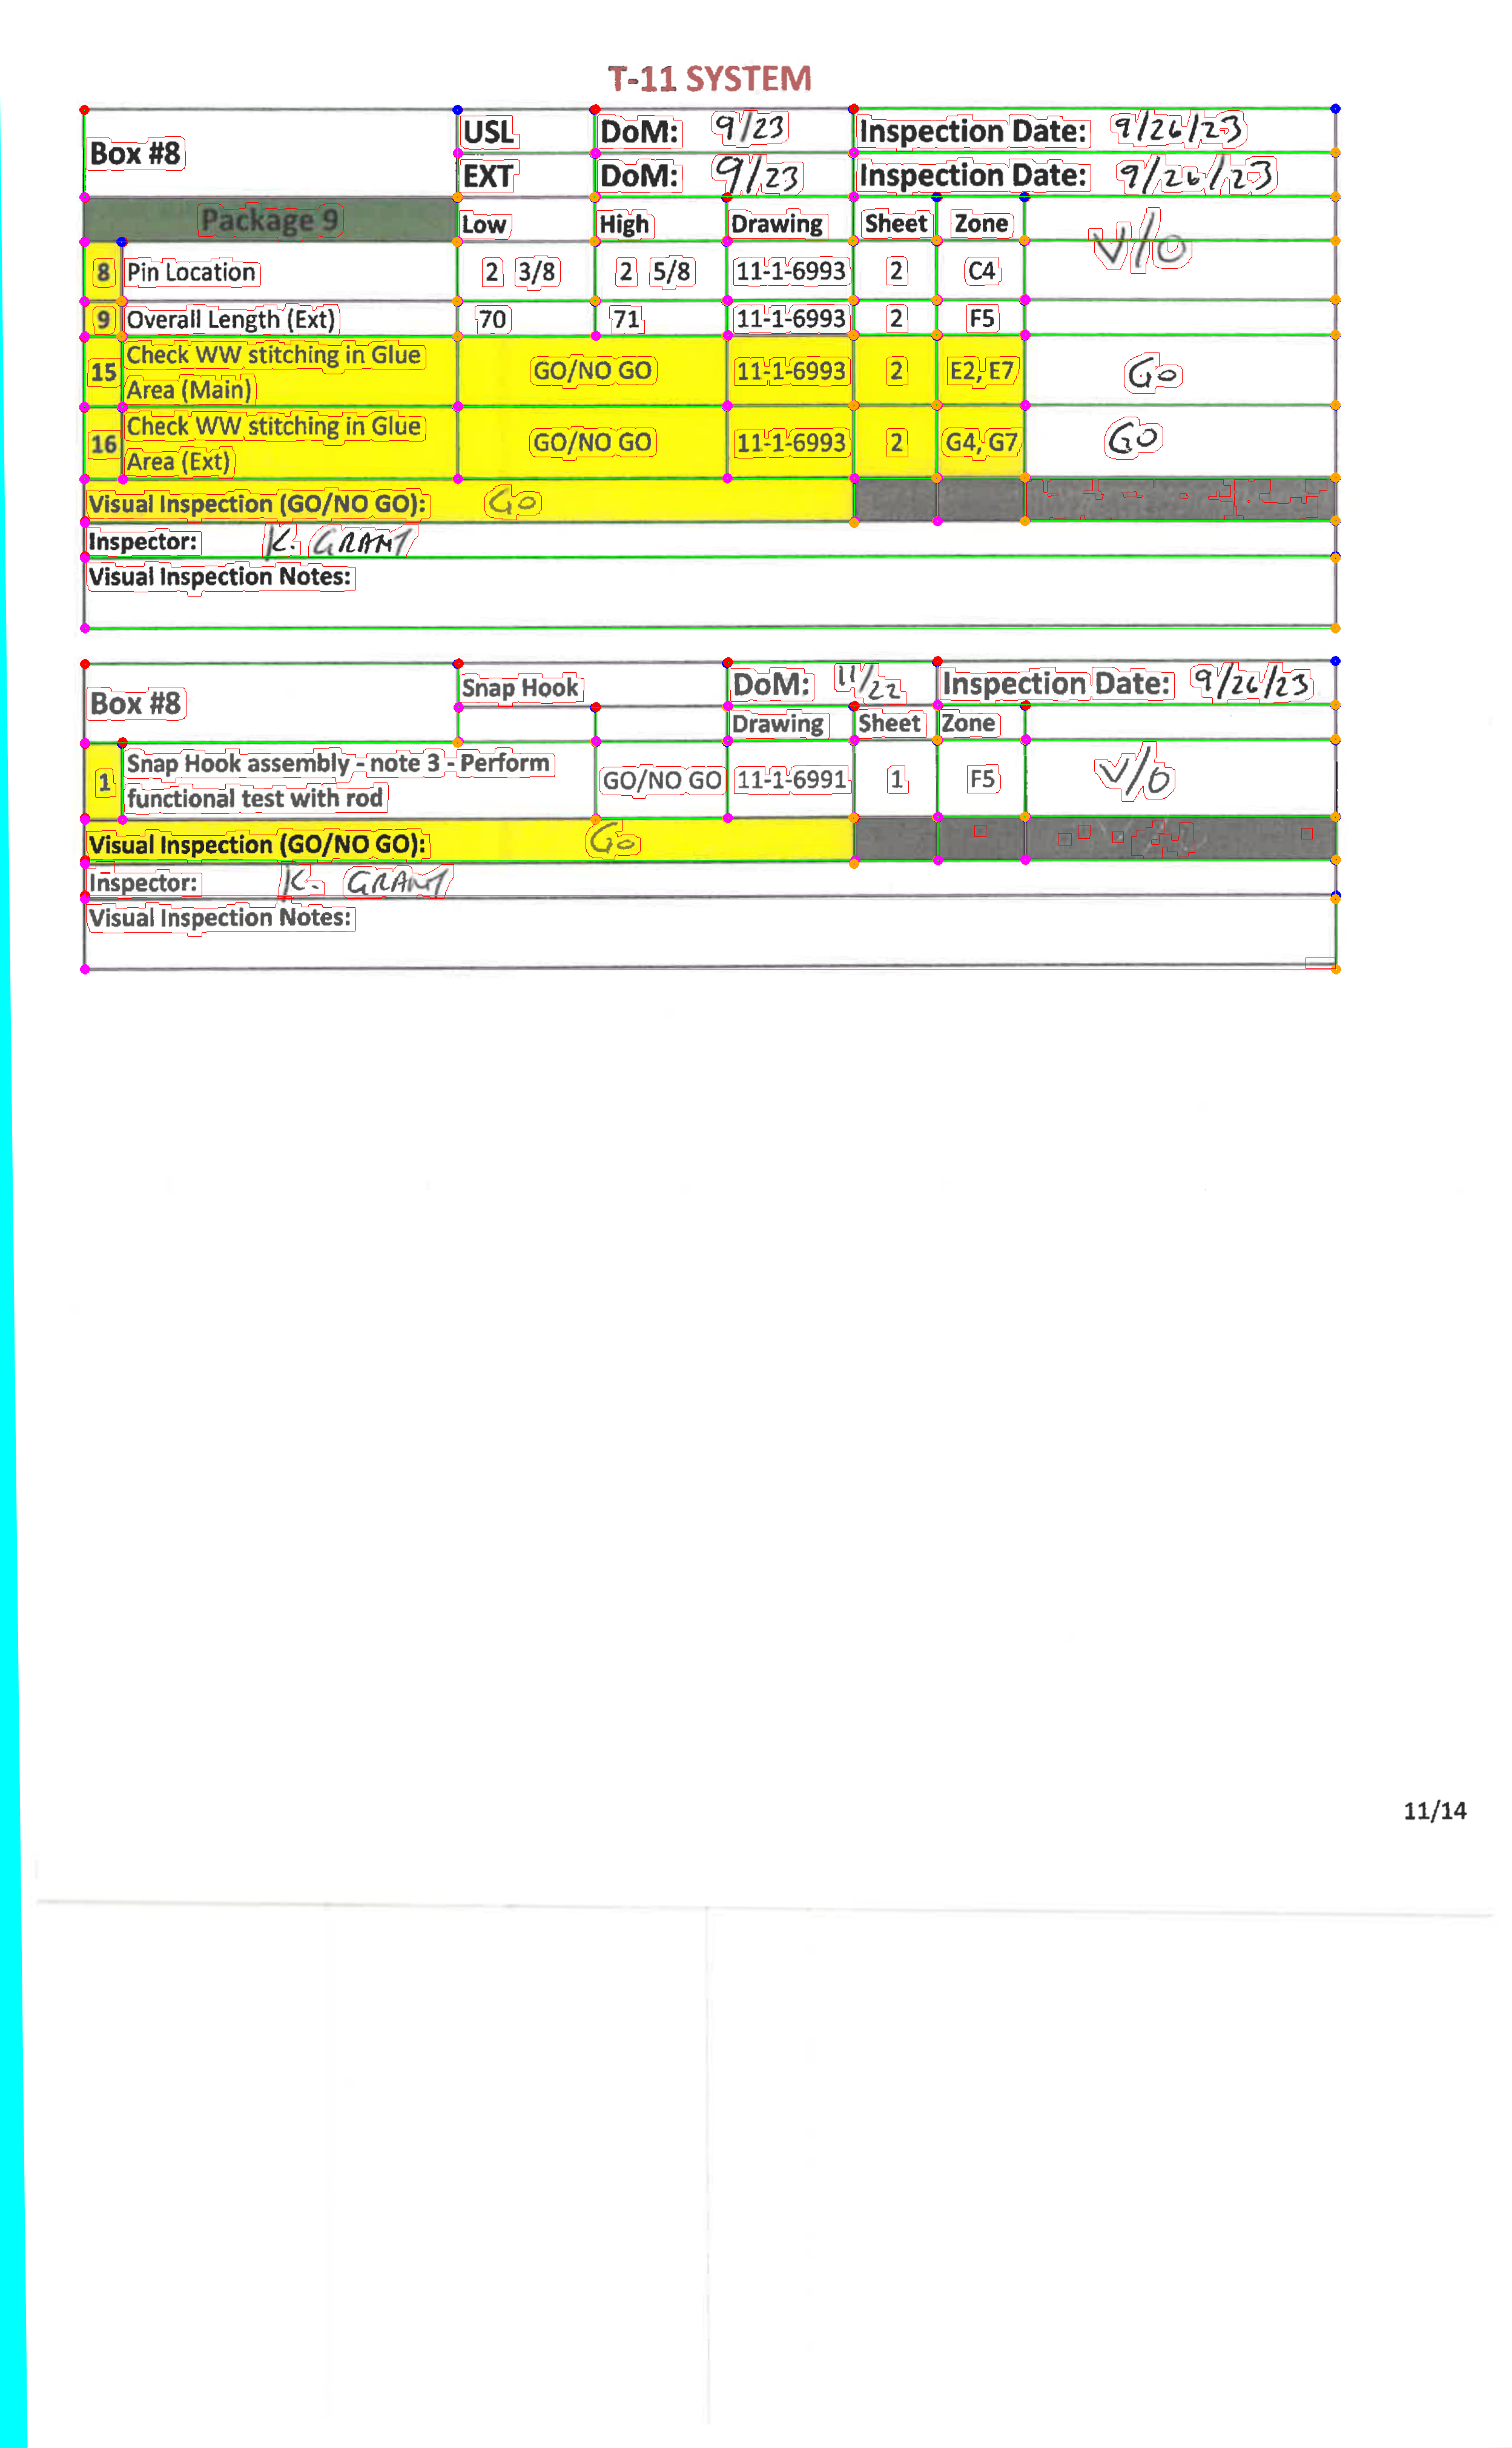 T-11 SYSTEM
Box #8 USL DoM: 9/23 Inspection Date: 9/26/23
EXT DoM: 9/23 Inspection Date: 9/26/23
Package 9 Low High Drawing Sheet Zone V/O
8 Pin Location 2 3/8 2 5/8 11-1-6993 2 C4
9 Overall Length (Ext) 70 71 11-1-6993 2 F5
15 Check WW stitching in Glue Area (Main) GO/NO GO 11-1-6993 2 E2, E7 Go
16 Check WW stitching in Glue Area (Ext) GO/NO GO 11-1-6993 2 G4, G7 GO
Visual Inspection (GO/NO GO): Go
Inspector: K. GRANT
Visual Inspection Notes:
Box #8 Snap Hook DoM: 11/22 Inspection Date: 9/26/23
Drawing Sheet Zone
1 Snap Hook assembly - note 3 - Perform functional test with rod GO/NO GO 11-1-6991 1 F5 V/O
Visual Inspection (GO/NO GO): Go
Inspector: K. GRANT
Visual Inspection Notes:
11/14